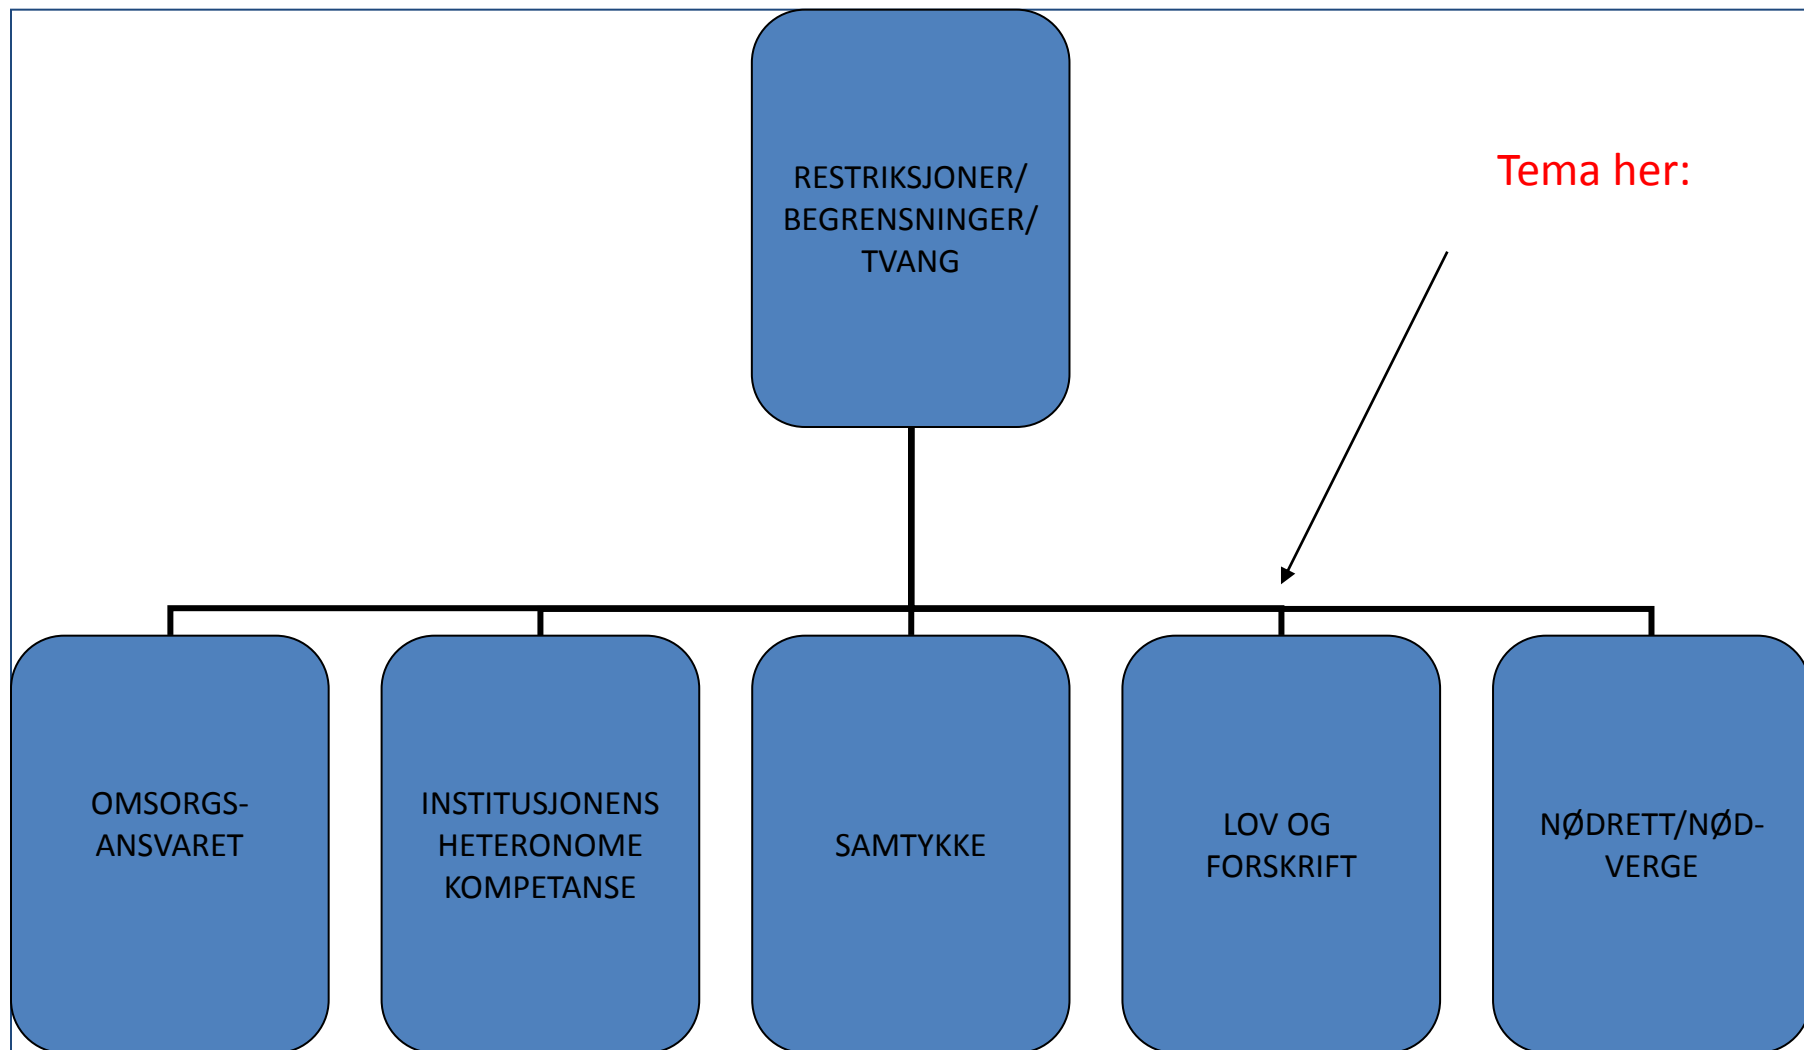 RESTRIKSJONER/
BEGRENSNINGER/
TVANG
Tema her:
OMSORGS-
ANSVARET
INSTITUSJONENS
HETERONOME
KOMPETANSE
SAMTYKKE
LOV OG
FORSKRIFT
NØDRETT/NØD-
VERGE